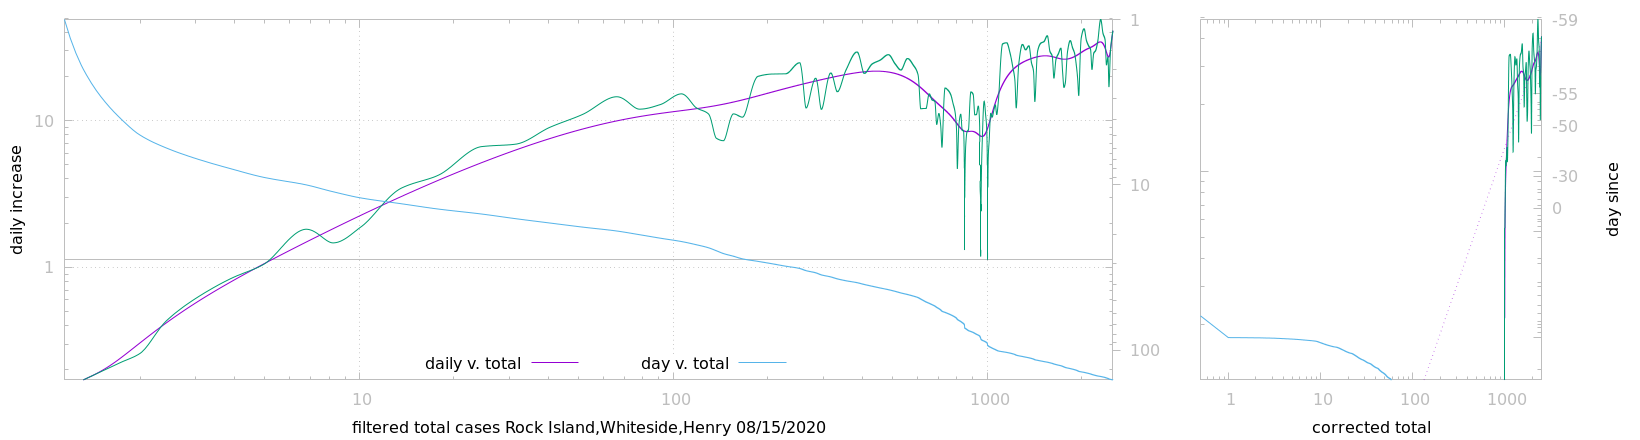 daily increase
10
1
daily v. total
day v. total
10
100
1000
1
10
100
filtered total cases Rock Island,Whiteside,Henry 08/15/2020
-59
-55
-50
-30
0
day since
1
10
100
1000
corrected total